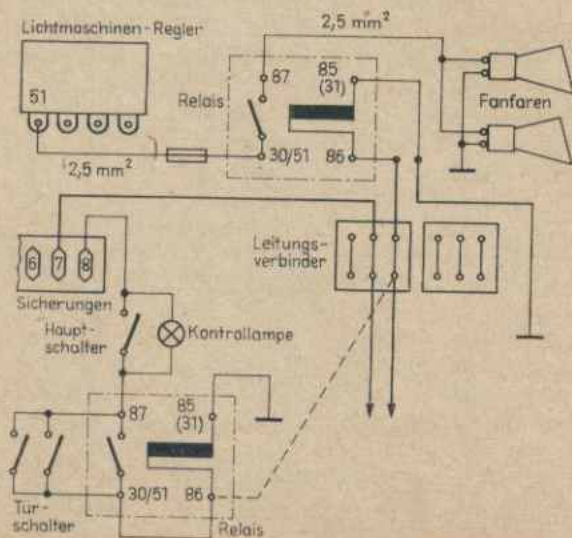 Lichtmaschinen-Regler
2,5 mm²
51
87
85
(31)
Relais
Fanfaren
2,5 mm²
30/51
86
6
7
8
Leitungs-
verbinder
Sicherungen
Haupt-
schalter
Kontrollampe
87
85
(31)
30/51
86
Tür-
schalter
Relais